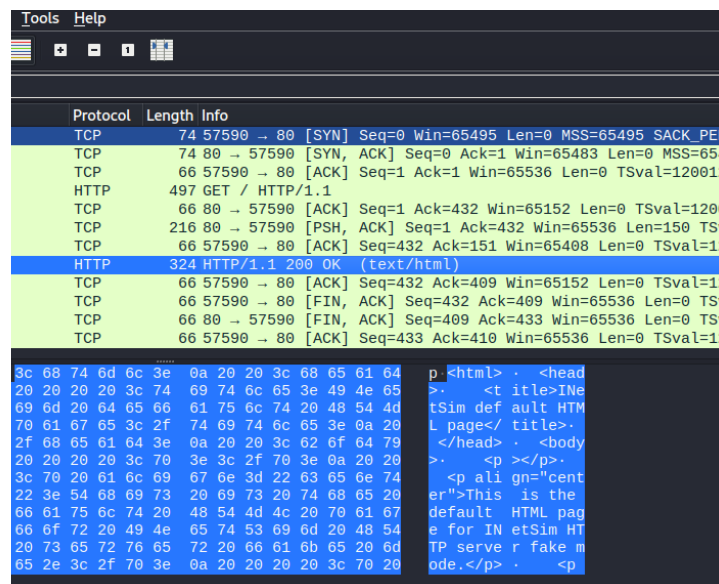 Tools Help
Protocol Length Info
TCP 74 57590 → 80 [SYN] Seq=0 Win=65495 Len=0 MSS=65495 SACK_PE
TCP 74 80 → 57590 [SYN, ACK] Seq=0 Ack=1 Win=65483 Len=0 MSS=65
TCP 66 57590 → 80 [ACK] Seq=1 Ack=1 Win=65536 Len=0 TSval=12001
HTTP 497 GET / HTTP/1.1
TCP 66 80 → 57590 [ACK] Seq=1 Ack=432 Win=65152 Len=0 TSval=120
TCP 216 80 → 57590 [PSH, ACK] Seq=1 Ack=432 Win=65536 Len=150 TS
TCP 66 57590 → 80 [ACK] Seq=432 Ack=151 Win=65408 Len=0 TSval=1
HTTP 324 HTTP/1.1 200 OK (text/html)
TCP 66 57590 → 80 [ACK] Seq=432 Ack=409 Win=65152 Len=0 TSval=1
TCP 66 57590 → 80 [FIN, ACK] Seq=432 Ack=409 Win=65536 Len=0 TS
TCP 66 80 → 57590 [FIN, ACK] Seq=409 Ack=433 Win=65536 Len=0 TS
TCP 66 57590 → 80 [ACK] Seq=433 Ack=410 Win=65536 Len=0 TSval=1
3c 68 74 6d 6c 3e 0a 20 20 3c 68 65 61 64 p·<html> · <head
20 20 20 20 3c 74 69 74 6c 65 3e 49 4e 65 >· <t itle>INe
69 6d 20 64 65 66 61 75 6c 74 20 48 54 4d tSim def ault HTM
70 61 67 65 3c 2f 74 69 74 6c 65 3e 0a 20 L page</ title>·
2f 68 65 61 64 3e 0a 20 20 3c 62 6f 64 79 </head> · <body
20 20 20 20 3c 70 3e 3c 2f 70 3e 0a 20 20 >· <p ></p>·
3c 70 20 61 6c 69 67 6e 3d 22 63 65 6e 74 <p ali gn="cent
22 3e 54 68 69 73 20 69 73 20 74 68 65 20 er">This is the
66 61 75 6c 74 20 48 54 4d 4c 20 70 61 67 default HTML pag
66 6f 72 20 49 4e 65 74 53 69 6d 20 48 54 e for IN etSim HT
20 73 65 72 76 65 72 20 66 61 6b 65 20 6d TP serve r fake m
65 2e 3c 2f 70 3e 0a 20 20 20 20 3c 70 20 ode.</p> · <p